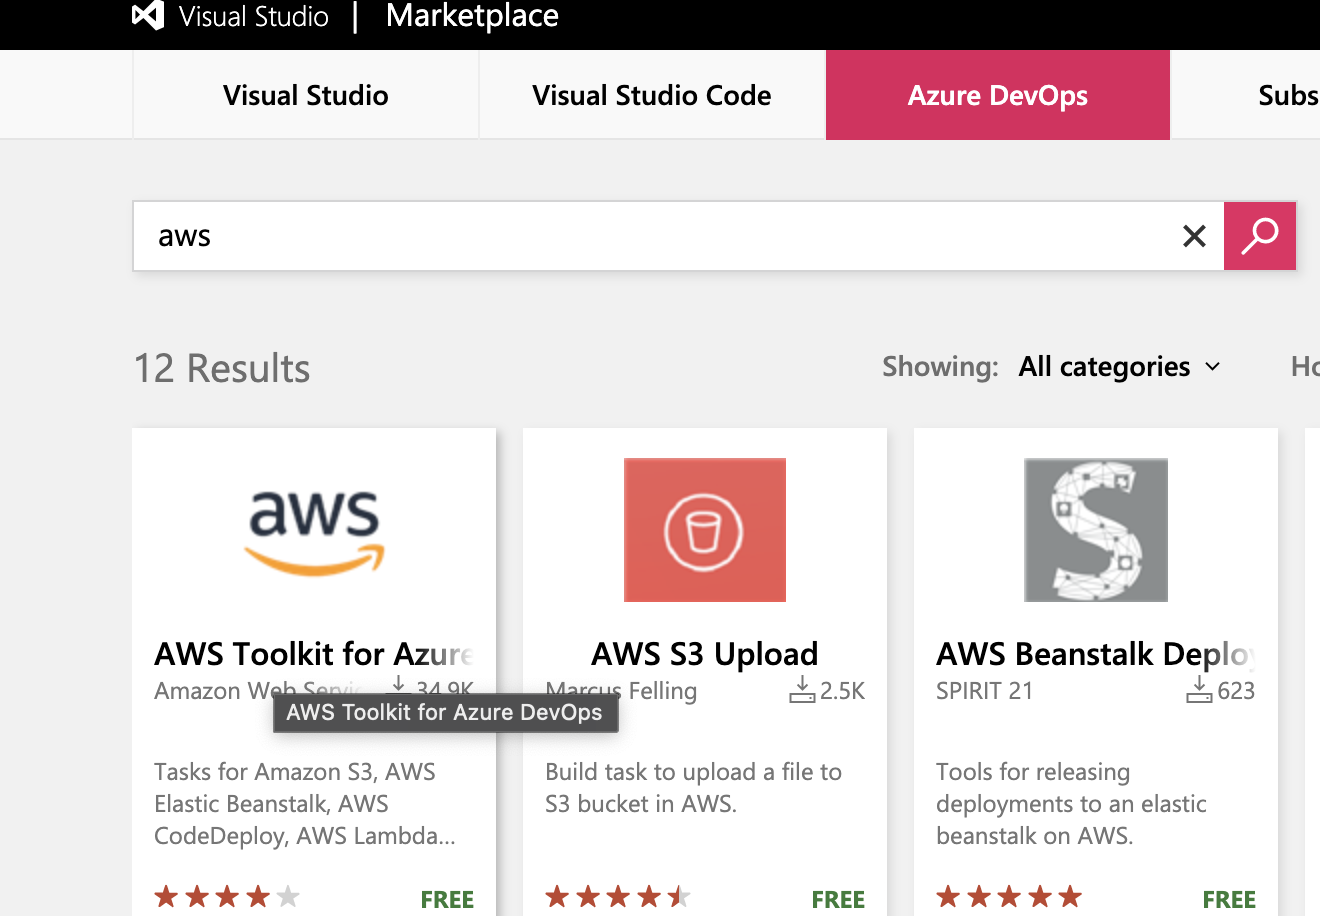 Visual Studio | Marketplace
Visual Studio
Visual Studio Code
Azure DevOps
Subs
aws
12 Results
Showing: All categories
Ho
aws
AWS Toolkit for Azure
Amazon Web Servic 34.9K
AWS Toolkit for Azure DevOps
Tasks for Amazon S3, AWS
Elastic Beanstalk, AWS
CodeDeploy, AWS Lambda...
FREE
AWS S3 Upload
Marcus Felling 2.5K
Build task to upload a file to
S3 bucket in AWS.
FREE
S
AWS Beanstalk Deploy
SPIRIT 21 623
Tools for releasing
deployments to an elastic
beanstalk on AWS.
FREE